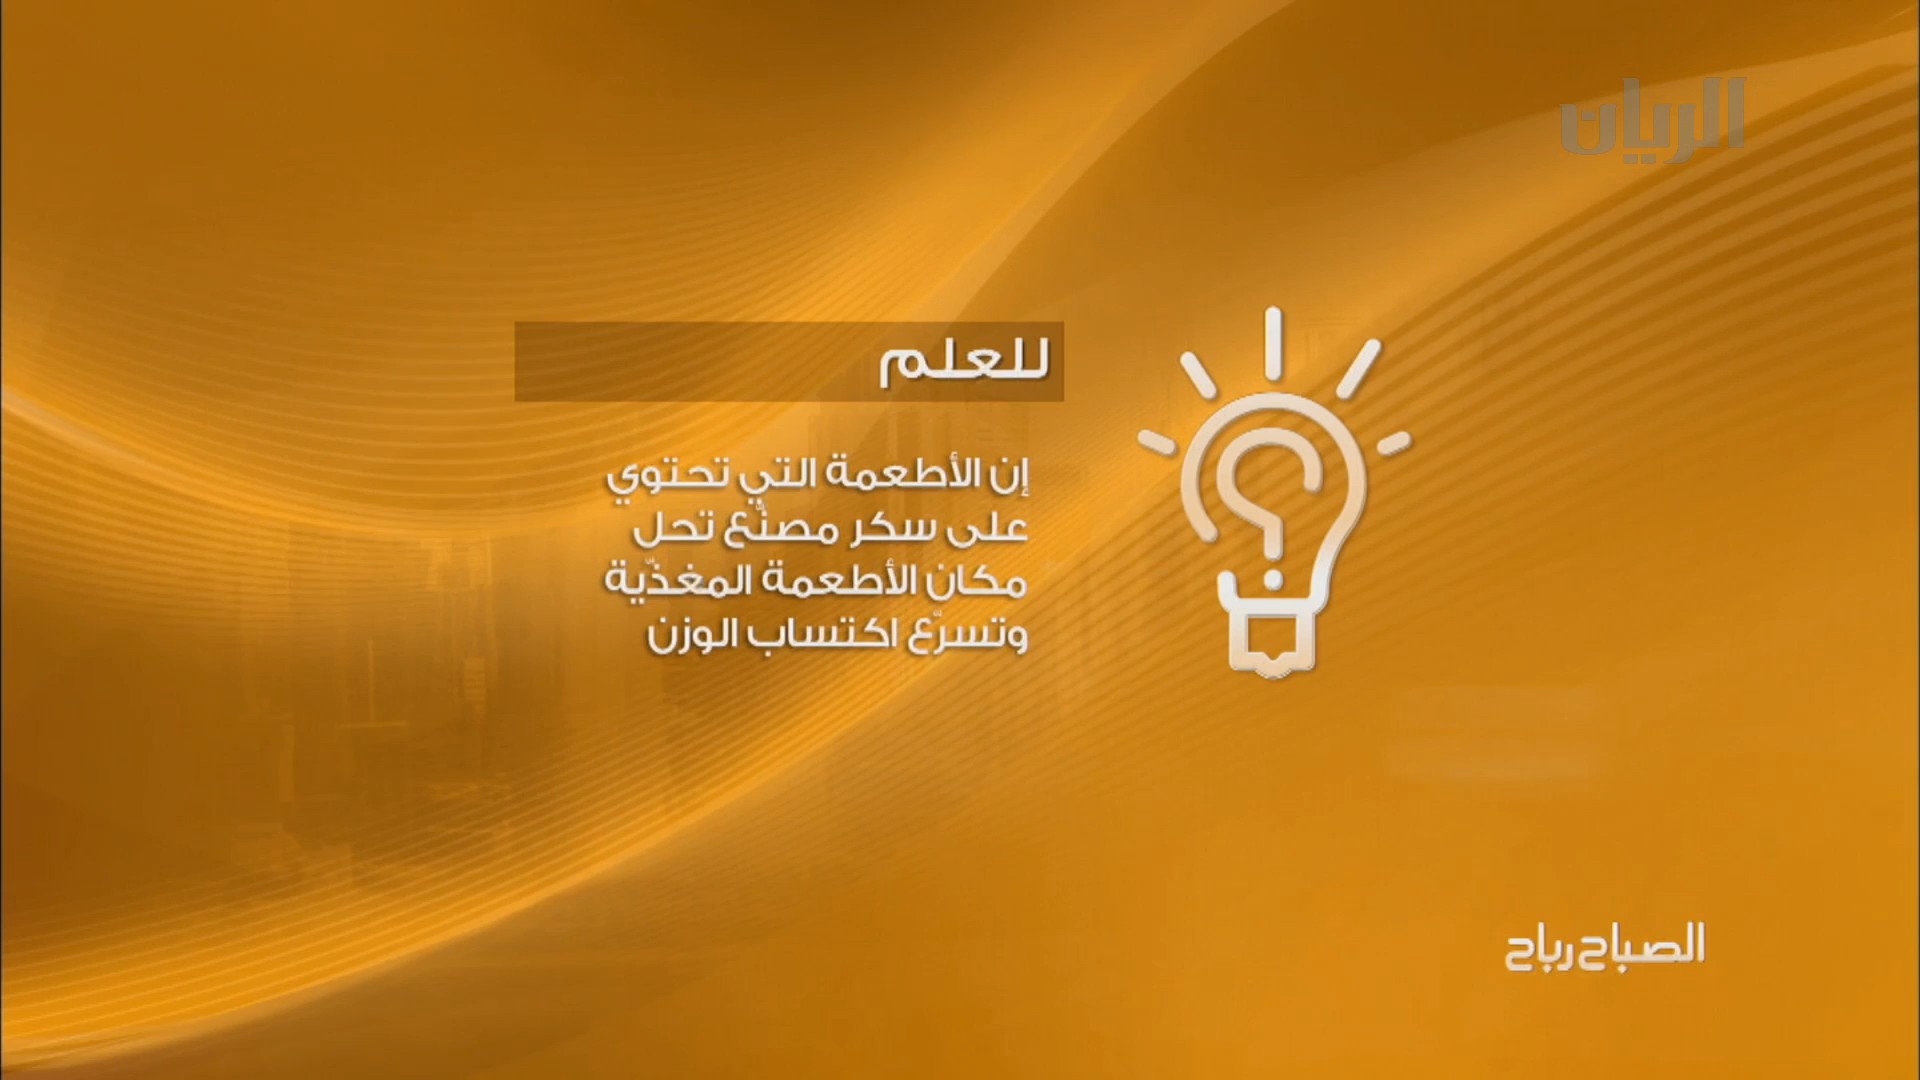 الريان
للعلم
إن الأطعمة التي تحتوي
على سكر مصنّع تحل
مكان الأطعمة المغذّية
وتسرّع اكتساب الوزن
الصباح رباح